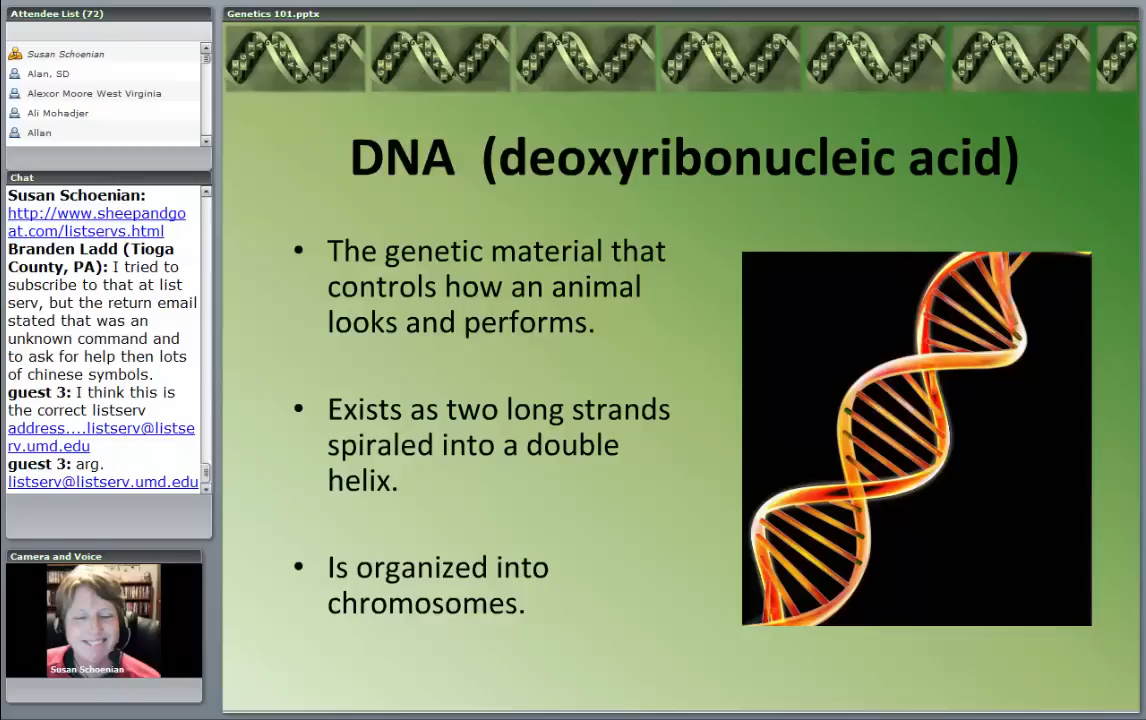 Attendee List (72)
Susan Schoenian
Alan, SD
Alexor Moore West Virginia
Ali Mohadjer
Allan
Chat
Susan Schoenian:
http://www.sheepandgo
at.com/listservs.html
Branden Ladd (Tioga
County, PA): I tried to
subscribe to that at list
serv, but the return email
stated that was an
unknown command and
to ask for help then lots
of chinese symbols.
guest 3: I think this is
the correct listserv
address....listserv@listse
rv.umd.edu
guest 3: arg.
listserv@listserv.umd.edu
Camera and Voice
Susan Schoenian
Genetics 101.pptx
DNA (deoxyribonucleic acid)
• The genetic material that
controls how an animal
looks and performs.
• Exists as two long strands
spiraled into a double
helix.
• Is organized into
chromosomes.